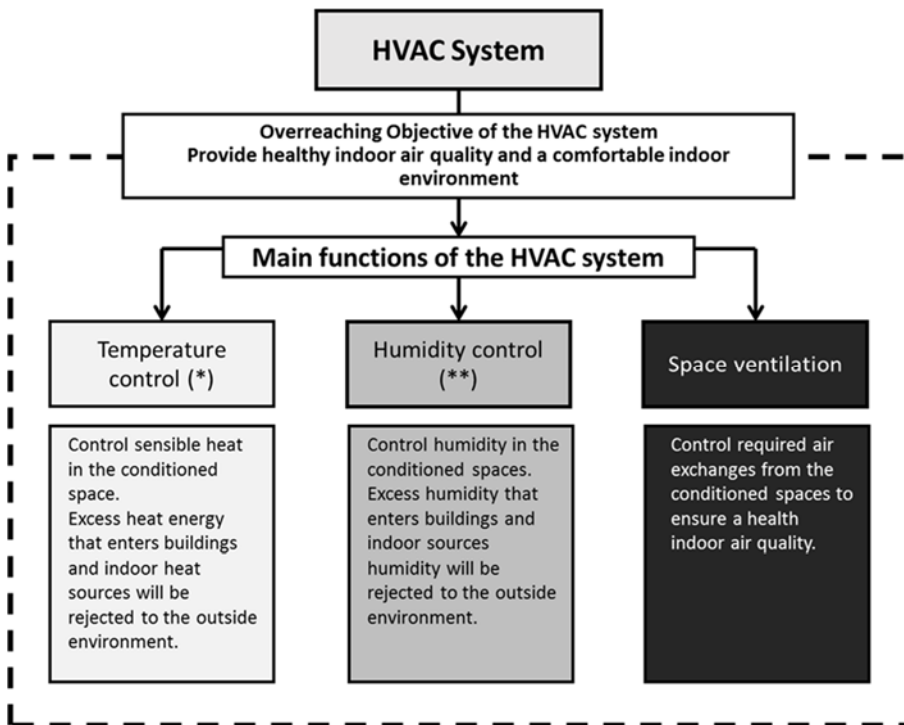 HVAC System
Overreaching Objective of the HVAC system
Provide healthy indoor air quality and a comfortable indoor
environment
Main functions of the HVAC system
Temperature
control (*)
Control sensible heat
in the conditioned
space.
Excess heat energy
that enters buildings
and indoor heat
sources will be
rejected to the outside
environment.
Humidity control
(**)
Control humidity in the
conditioned spaces.
Excess humidity that
enters buildings and
indoor sources
humidity will be
rejected to the outside
environment.
Space ventilation
Control required air
exchanges from the
conditioned spaces to
ensure a health
indoor air quality.